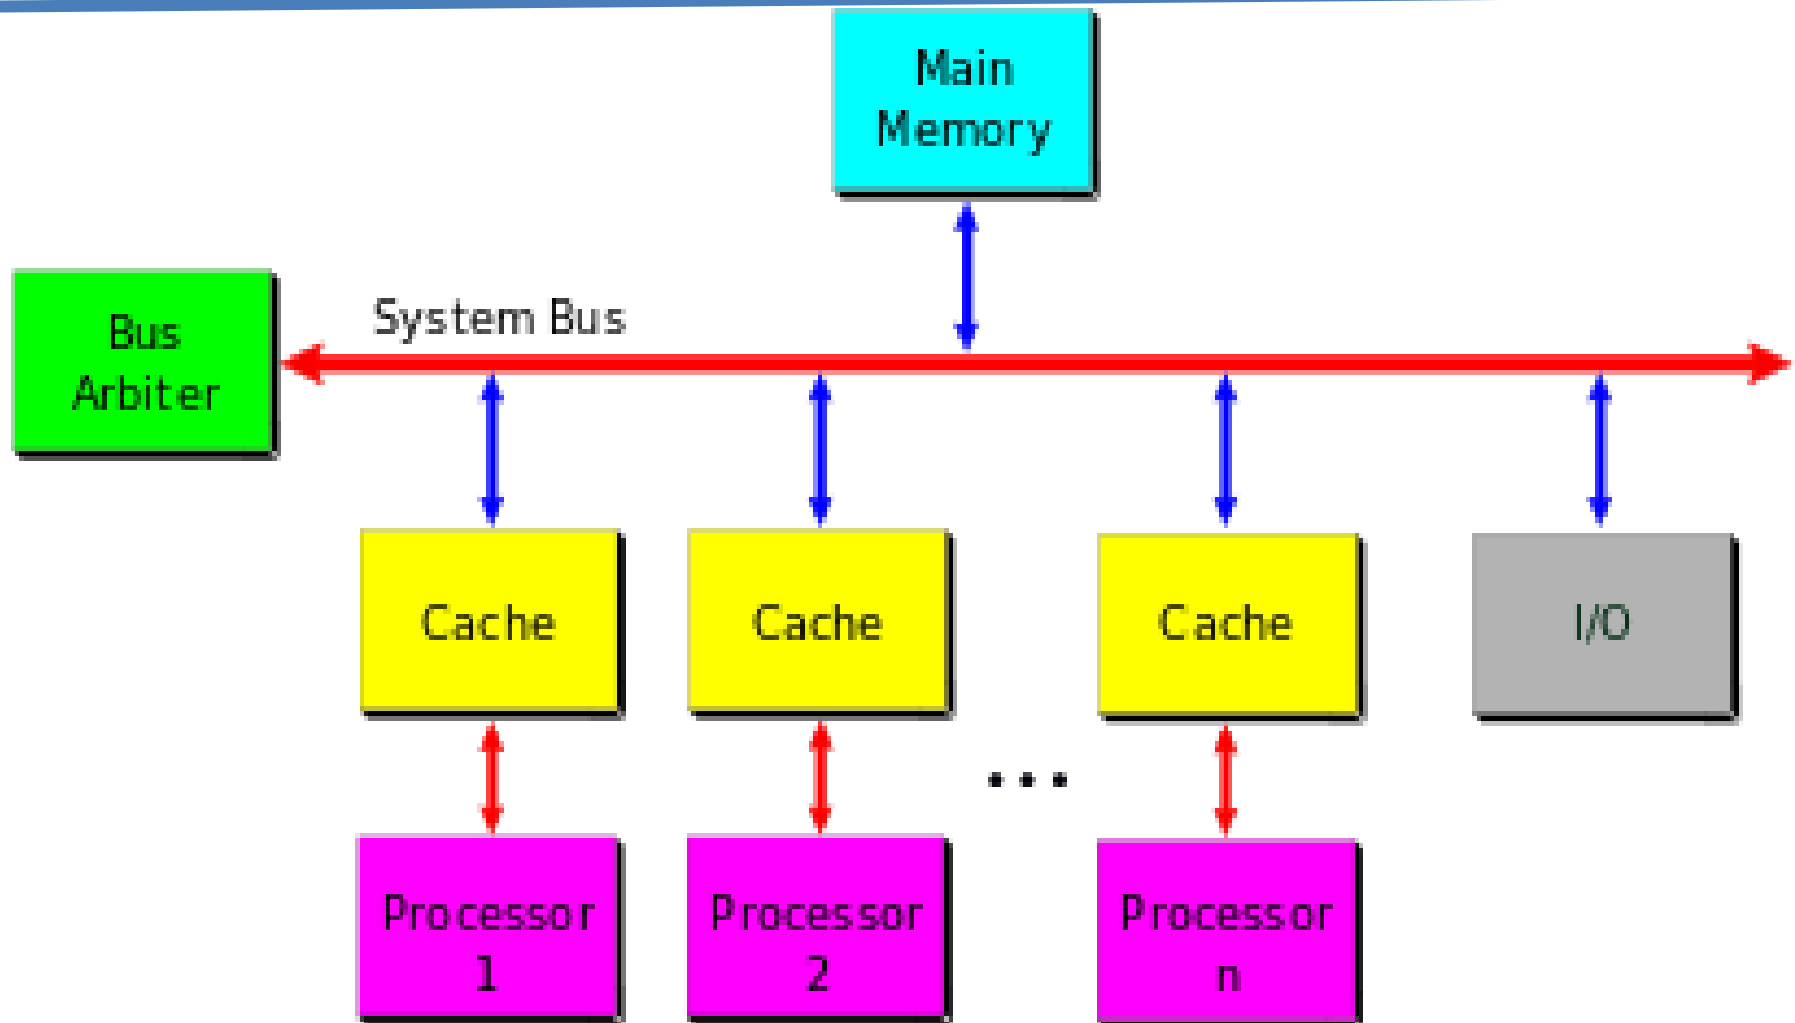 Main
Memory
System Bus
Bus
Arbiter
Cache
Cache
Cache
I/O
...
Processor
1
Processor
2
Processor
n